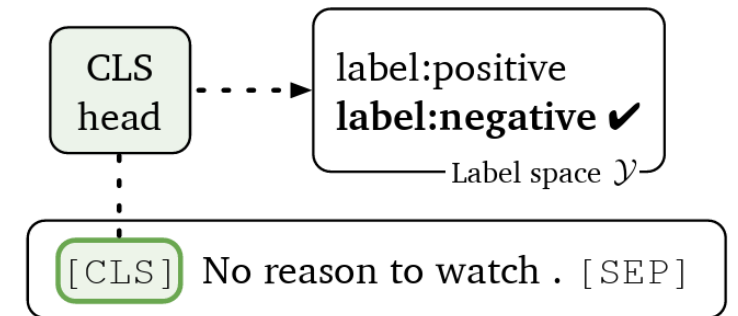 CLS
head
label:positive
label:negative ✔
Label space 𝒴
[CLS] No reason to watch . [SEP]